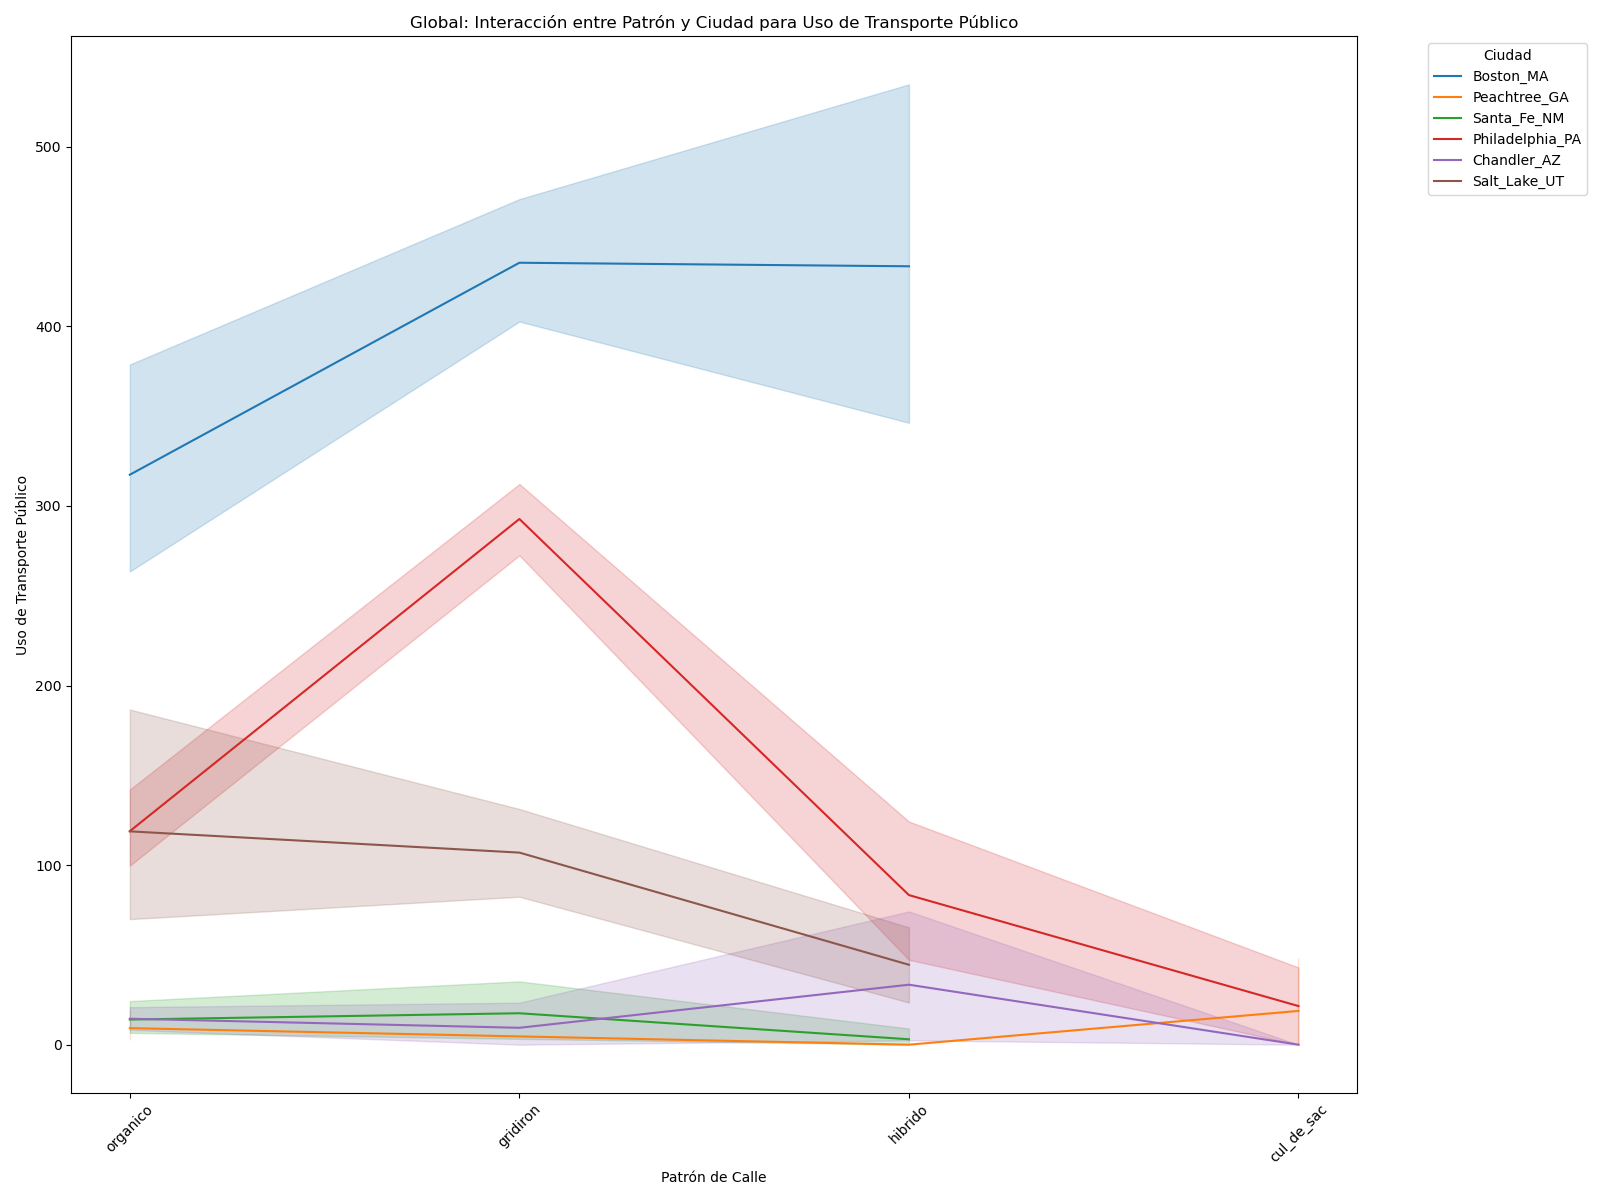 Global: Interacción entre Patrón y Ciudad para Uso de Transporte Público
Ciudad
Boston_MA
Peachtree_GA
Santa_Fe_NM
Philadelphia_PA
Chandler_AZ
Salt_Lake_UT
Uso de Transporte Público
500
400
300
200
100
0
organico
gridiron
hibrido
cul_de_sac
Patrón de Calle